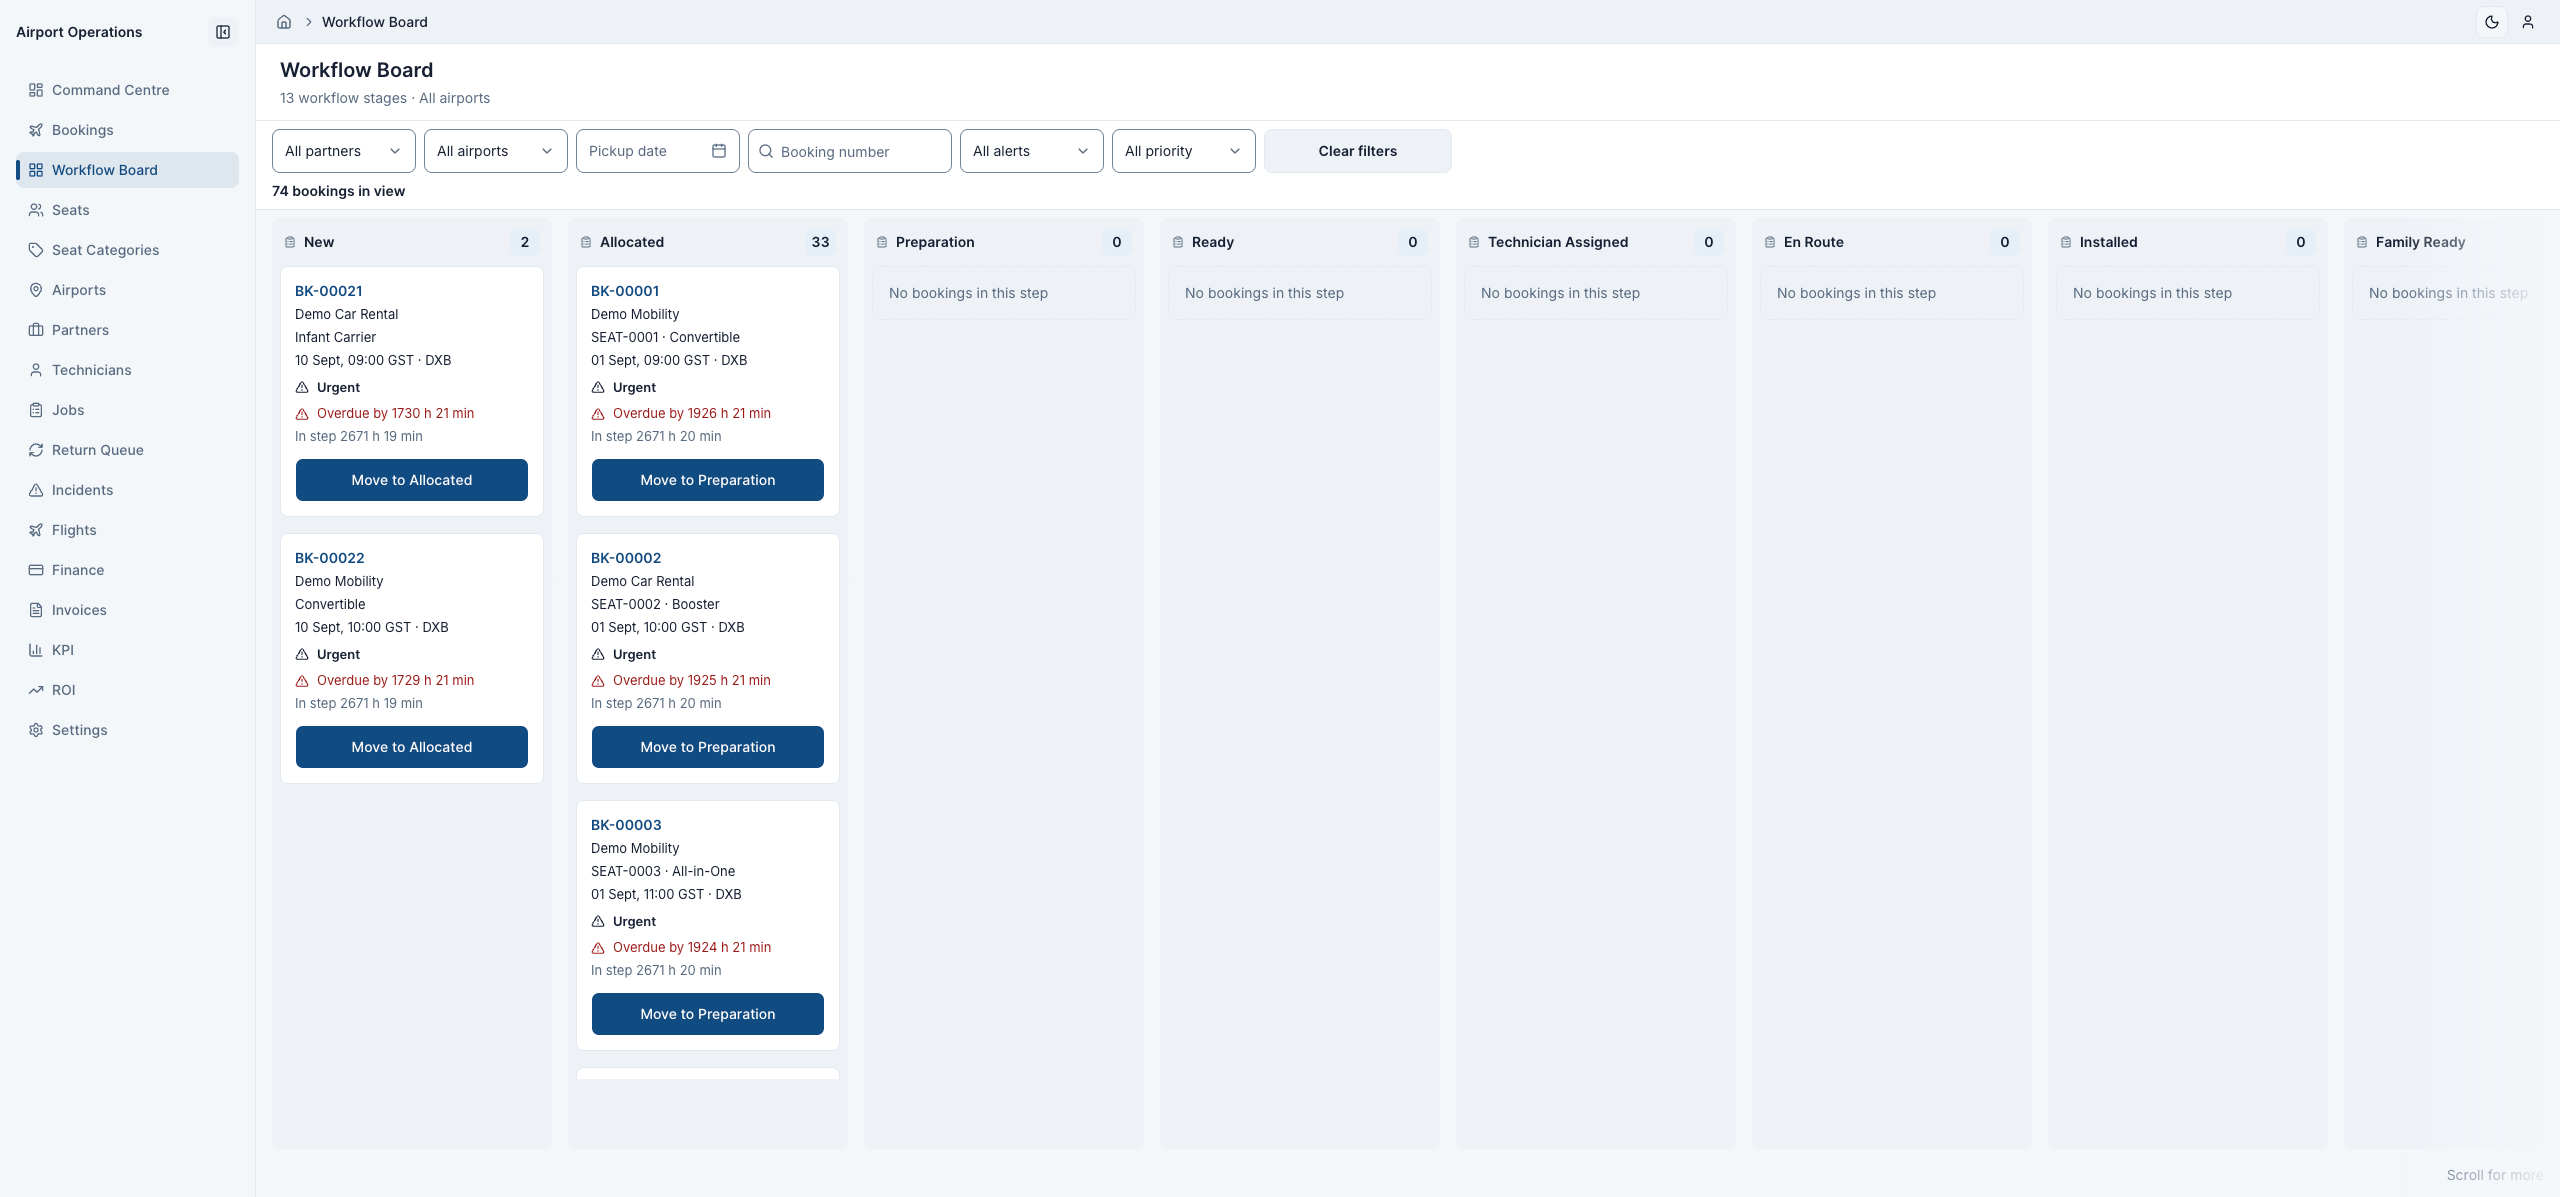 Airport Operations
Command Centre
Bookings
Workflow Board
Seats
Seat Categories
Airports
Partners
Technicians
Jobs
Return Queue
Incidents
Flights
Finance
Invoices
KPI
ROI
Settings
Workflow Board
Workflow Board
13 workflow stages · All airports
All partners
All airports
Pickup date
Booking number
All alerts
All priority
Clear filters
74 bookings in view
New 2
BK-00021
Demo Car Rental
Infant Carrier
10 Sept, 09:00 GST · DXB
Urgent
Overdue by 1730 h 21 min
In step 2671 h 19 min
Move to Allocated
BK-00022
Demo Mobility
Convertible
10 Sept, 10:00 GST · DXB
Urgent
Overdue by 1729 h 21 min
In step 2671 h 19 min
Move to Allocated
Allocated 33
BK-00001
Demo Mobility
SEAT-0001 · Convertible
01 Sept, 09:00 GST · DXB
Urgent
Overdue by 1926 h 21 min
In step 2671 h 20 min
Move to Preparation
BK-00002
Demo Car Rental
SEAT-0002 · Booster
01 Sept, 10:00 GST · DXB
Urgent
Overdue by 1925 h 21 min
In step 2671 h 20 min
Move to Preparation
BK-00003
Demo Mobility
SEAT-0003 · All-in-One
01 Sept, 11:00 GST · DXB
Urgent
Overdue by 1924 h 21 min
In step 2671 h 20 min
Move to Preparation
Preparation 0
No bookings in this step
Ready 0
No bookings in this step
Technician Assigned 0
No bookings in this step
En Route 0
No bookings in this step
Installed 0
No bookings in this step
Family Ready
No bookings in this step
Scroll for more